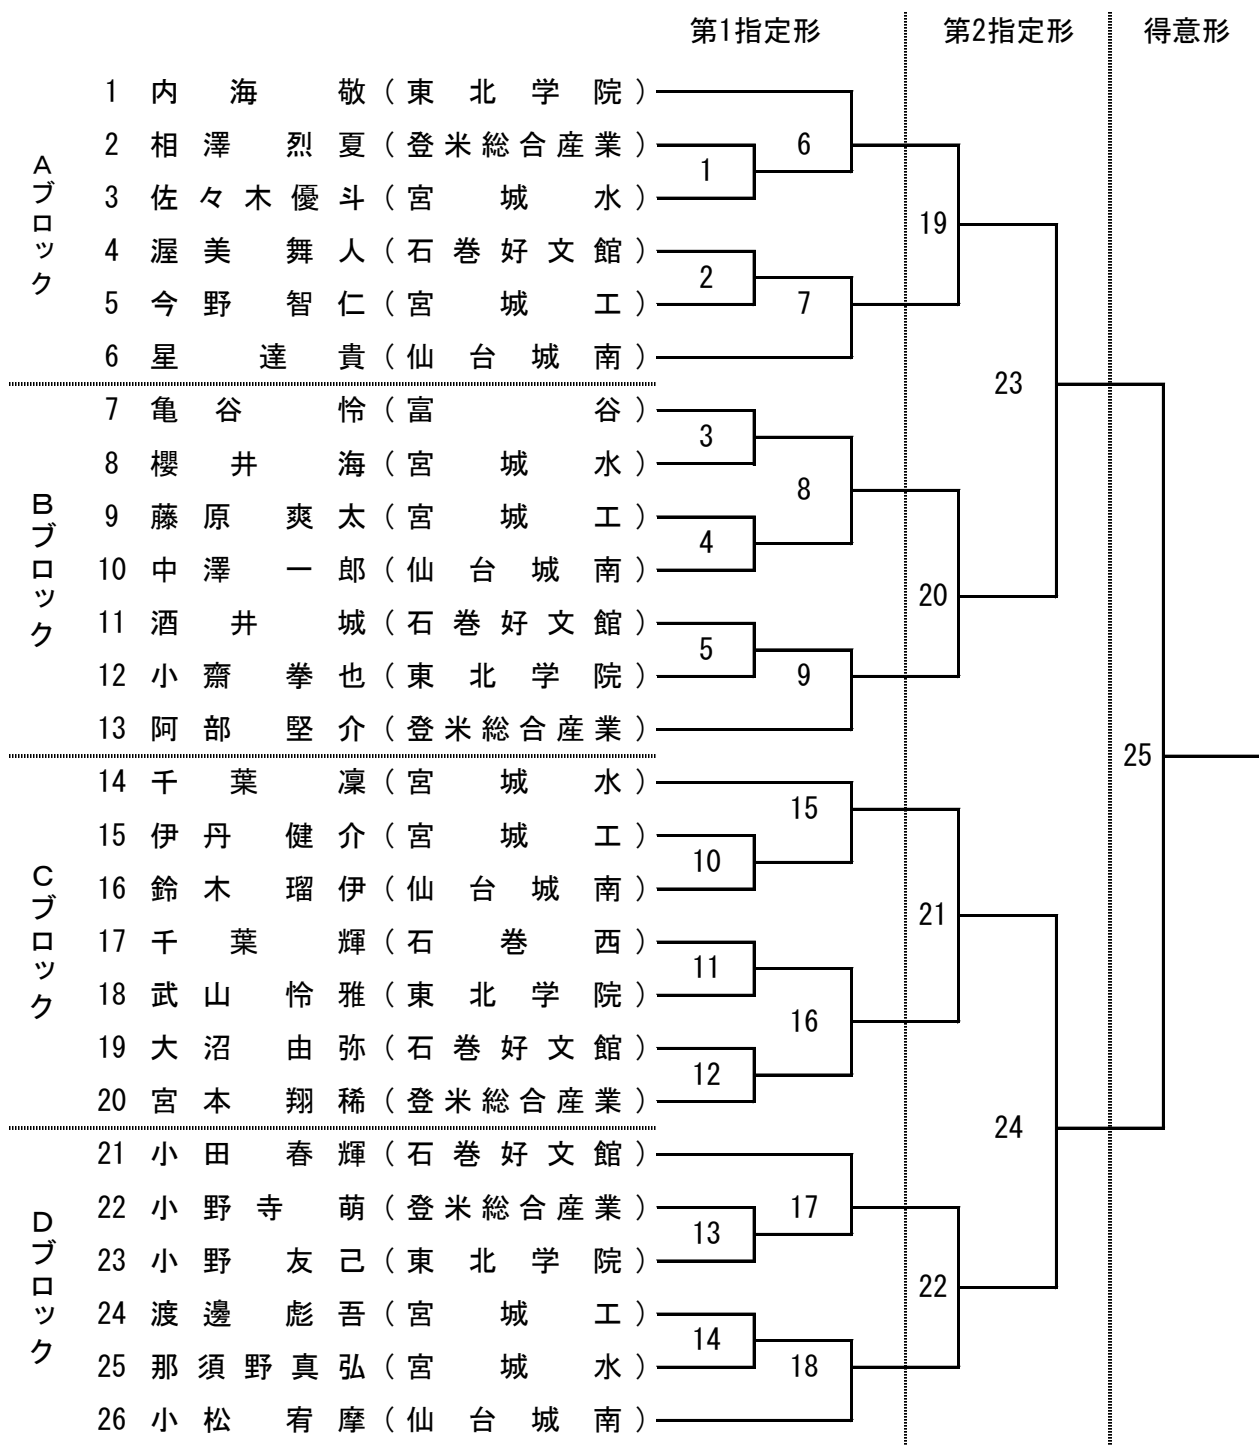 第1指定形 第2指定形 得意形
Aブロック
1 内海 敬 (東北学院)
2 相澤 烈夏 (登米総合産業)
3 佐々木優斗 (宮城水)
4 渥美 舞人 (石巻好文館)
5 今野 智仁 (宮城工)
6 星 達貴 (仙台城南)
Bブロック
7 亀谷 怜 (富谷)
8 櫻井 海 (宮城水)
9 藤原 爽太 (宮城工)
10 中澤 一郎 (仙台城南)
11 酒井 城 (石巻好文館)
12 小齋 拳也 (東北学院)
13 阿部 堅介 (登米総合産業)
Cブロック
14 千葉 凜 (宮城水)
15 伊丹 健介 (宮城工)
16 鈴木 瑠伊 (仙台城南)
17 千葉 輝 (石巻西)
18 武山 怜雅 (東北学院)
19 大沼 由弥 (石巻好文館)
20 宮本 翔稀 (登米総合産業)
Dブロック
21 小田 春輝 (石巻好文館)
22 小野寺 萌 (登米総合産業)
23 小野 友己 (東北学院)
24 渡邊 彪吾 (宮城工)
25 那須野真弘 (宮城水)
26 小松 宥摩 (仙台城南)
1
2
3
4
5
6
7
8
9
10
11
12
13
14
15
16
17
18
19
20
21
22
23
24
25